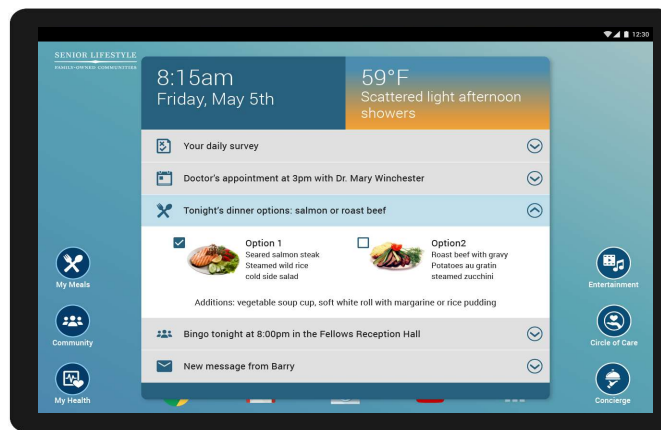 12:30
SENIOR LIFESTYLE
FAMILY-OWNED COMMUNITIES
8:15am
Friday, May 5th
59°F
Scattered light afternoon
showers
Your daily survey
Doctor's appointment at 3pm with Dr. Mary Winchester
Tonight's dinner options: salmon or roast beef
Option 1
Seared salmon steak
Steamed wild rice
cold side salad
Option2
Roast beef with gravy
Potatoes au gratin
steamed zucchini
Additions: vegetable soup cup, soft white roll with margarine or rice pudding
Bingo tonight at 8:00pm in the Fellows Reception Hall
New message from Barry
My Meals
Community
My Health
Entertainment
Circle of Care
Concierge